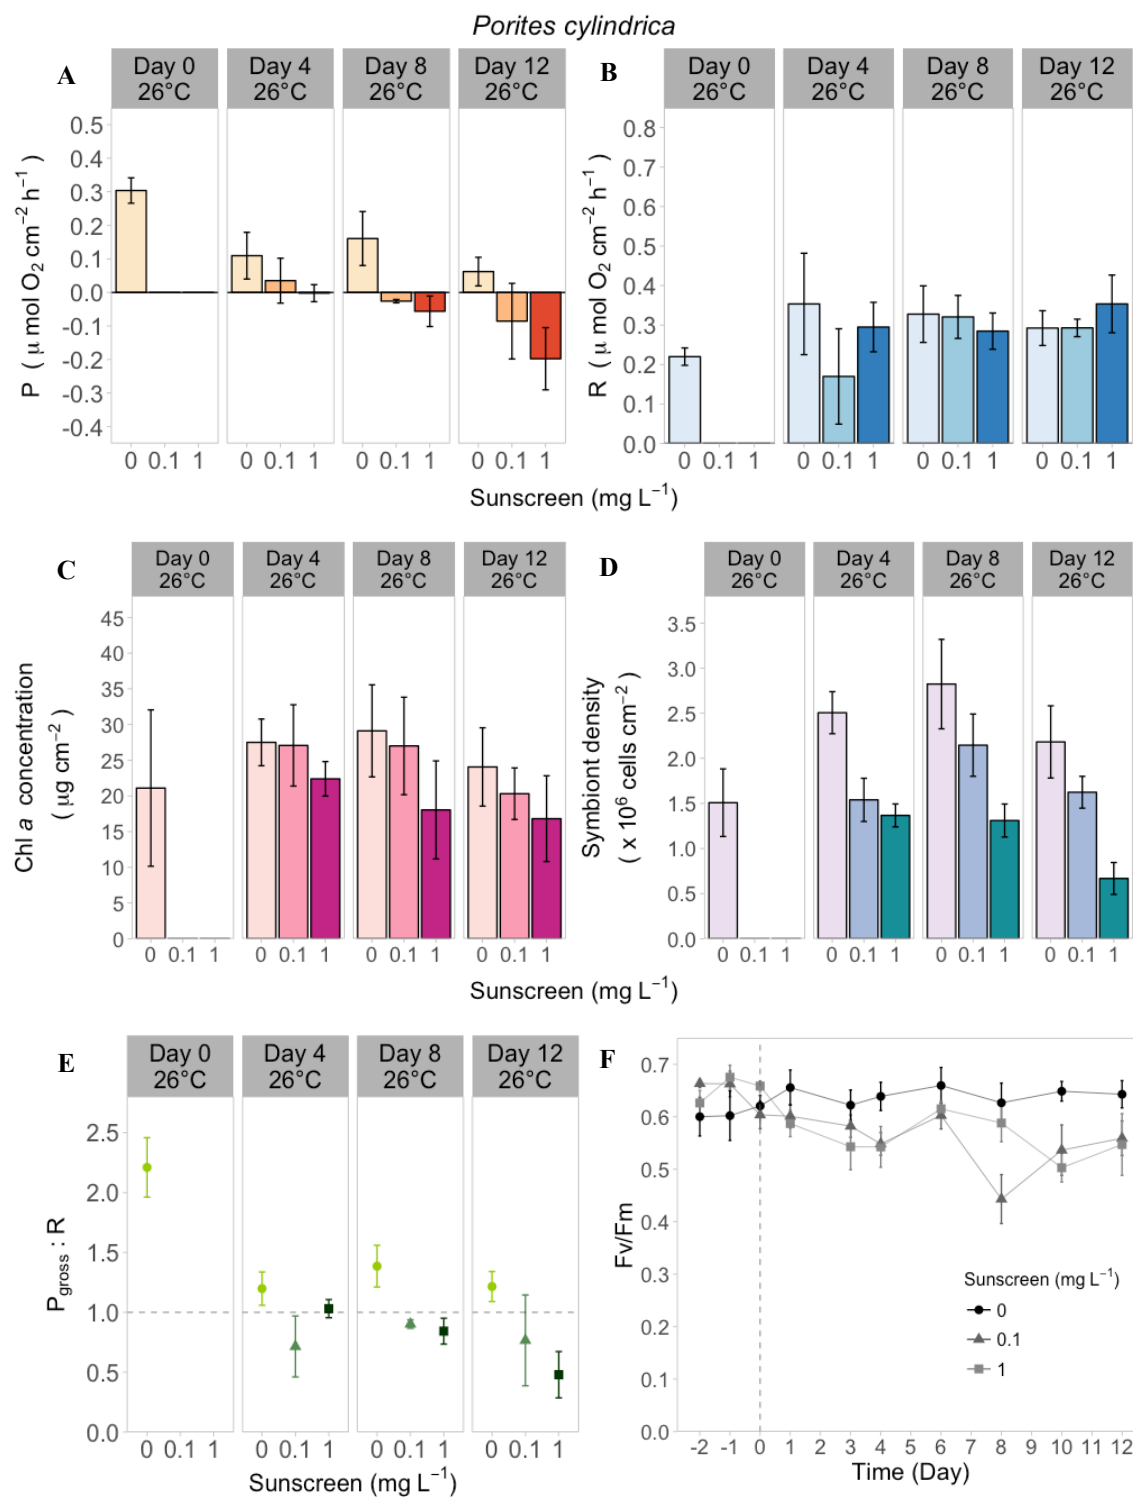 Porites cylindrica
A
Day 0 26°C
Day 4 26°C
Day 8 26°C
Day 12 26°C
P ( μ mol O₂ cm⁻² h⁻¹ )
0.5
0.4
0.3
0.2
0.1
0.0
-0.1
-0.2
-0.3
-0.4
0 0.1 1
0 0.1 1
0 0.1 1
0 0.1 1
B
Day 0 26°C
Day 4 26°C
Day 8 26°C
Day 12 26°C
R ( μ mol O₂ cm⁻² h⁻¹ )
0.8
0.7
0.6
0.5
0.4
0.3
0.2
0.1
0.0
0 0.1 1
0 0.1 1
0 0.1 1
0 0.1 1
Sunscreen (mg L⁻¹)
C
Day 0 26°C
Day 4 26°C
Day 8 26°C
Day 12 26°C
Chl a concentration
( μg cm⁻² )
45
40
35
30
25
20
15
10
5
0
0 0.1 1
0 0.1 1
0 0.1 1
0 0.1 1
D
Day 0 26°C
Day 4 26°C
Day 8 26°C
Day 12 26°C
Symbiont density
( x 10⁶ cells cm⁻² )
3.5
3.0
2.5
2.0
1.5
1.0
0.5
0.0
0 0.1 1
0 0.1 1
0 0.1 1
0 0.1 1
Sunscreen (mg L⁻¹)
E
Day 0 26°C
Day 4 26°C
Day 8 26°C
Day 12 26°C
P gross : R
2.5
2.0
1.5
1.0
0.5
0.0
0 0.1 1
0 0.1 1
0 0.1 1
0 0.1 1
Sunscreen (mg L⁻¹)
F
Fv/Fm
0.7
0.6
0.5
0.4
0.3
0.2
0.1
0.0
Sunscreen (mg L⁻¹)
0
0.1
1
-2 -1 0 1 2 3 4 5 6 7 8 9 10 11 12
Time (Day)